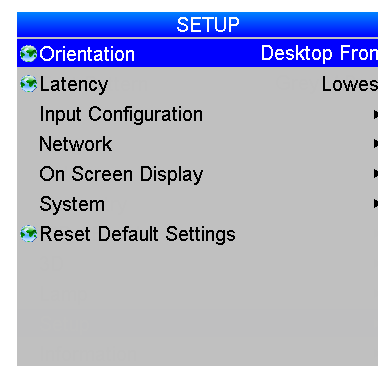 SETUP
Orientation Desktop Fron
Latency Lowes
Input Configuration
Network
On Screen Display
System
Reset Default Settings